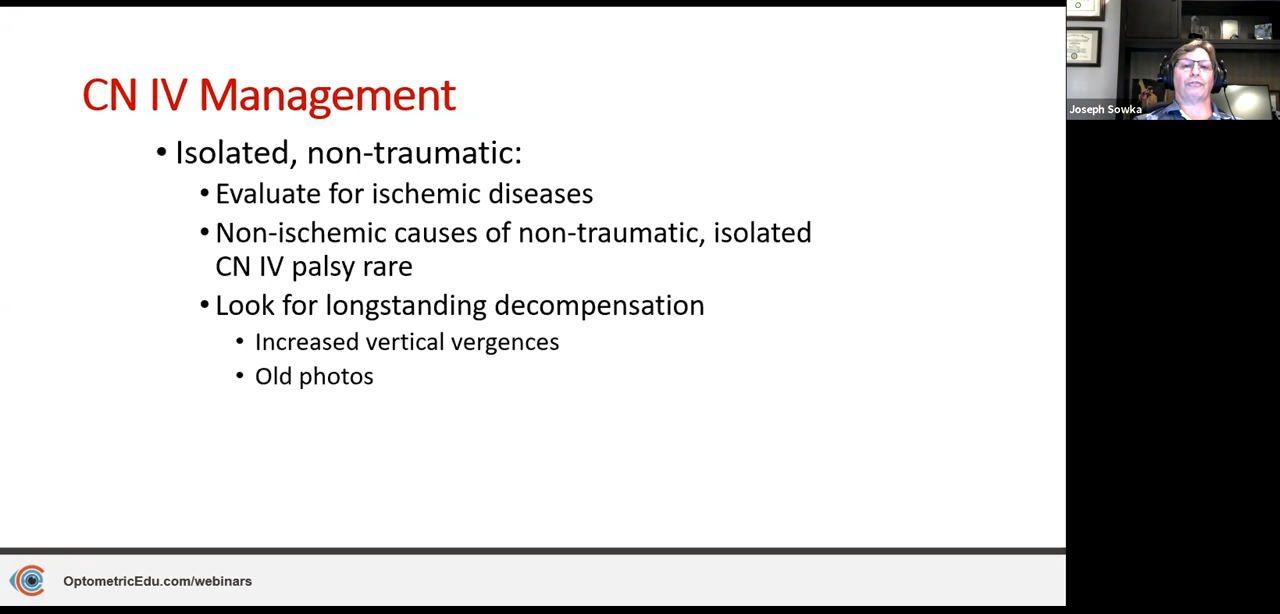 CN IV Management
• Isolated, non-traumatic:
• Evaluate for ischemic diseases
• Non-ischemic causes of non-traumatic, isolated
CN IV palsy rare
• Look for longstanding decompensation
• Increased vertical vergences
• Old photos
Joseph Sowka
OptometricEdu.com/webinars